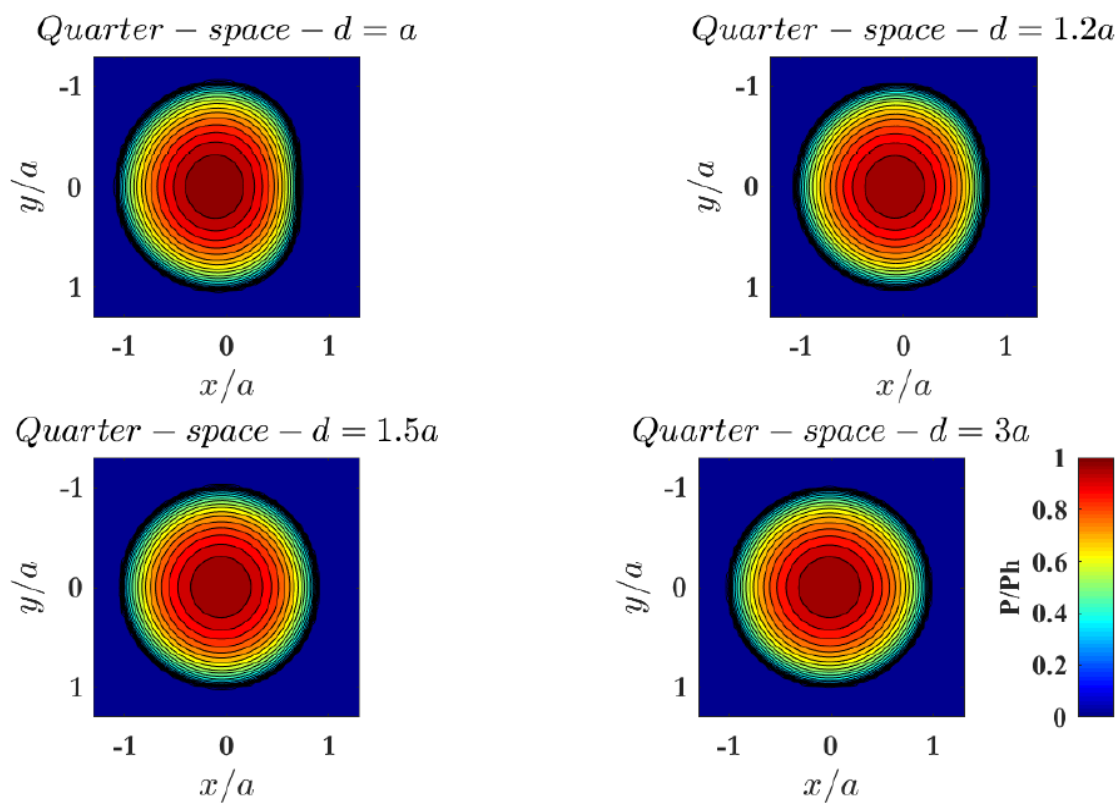 Quarter − space − d = a
-1
0
1
y/a
-1 0 1
x/a
Quarter − space − d = 1.2a
-1
0
1
y/a
-1 0 1
x/a
Quarter − space − d = 1.5a
-1
0
1
y/a
-1 0 1
x/a
Quarter − space − d = 3a
-1
0
1
y/a
-1 0 1
x/a
1
0.8
0.6
0.4
0.2
0
P/Ph